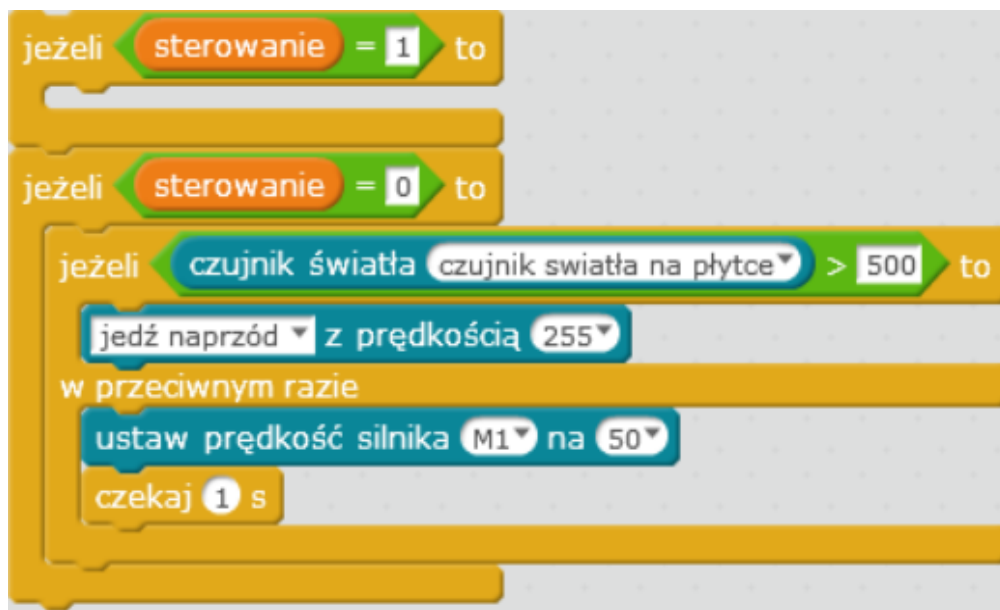 jeżeli sterowanie = 1 to
jeżeli sterowanie = 0 to
jeżeli czujnik światła czujnik swiatła na płytce > 500 to
jedź naprzód z prędkością 255
w przeciwnym razie
ustaw prędkość silnika M1 na 50
czekaj 1 s